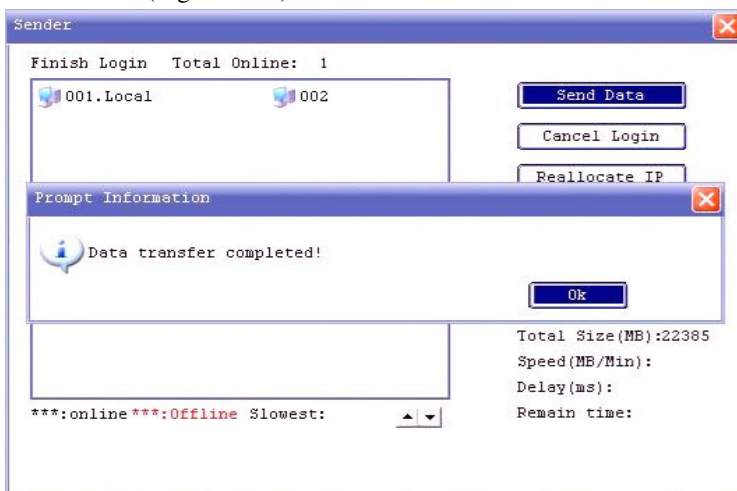 Sender
Finish Login Total Online: 1
001.Local 002
Send Data
Cancel Login
Reallocate IP
Prompt Information
Data transfer completed!
Ok
Total Size(MB):22385
Speed(MB/Min):
Delay(ms):
Remain time:
***:online ***:Offline Slowest: